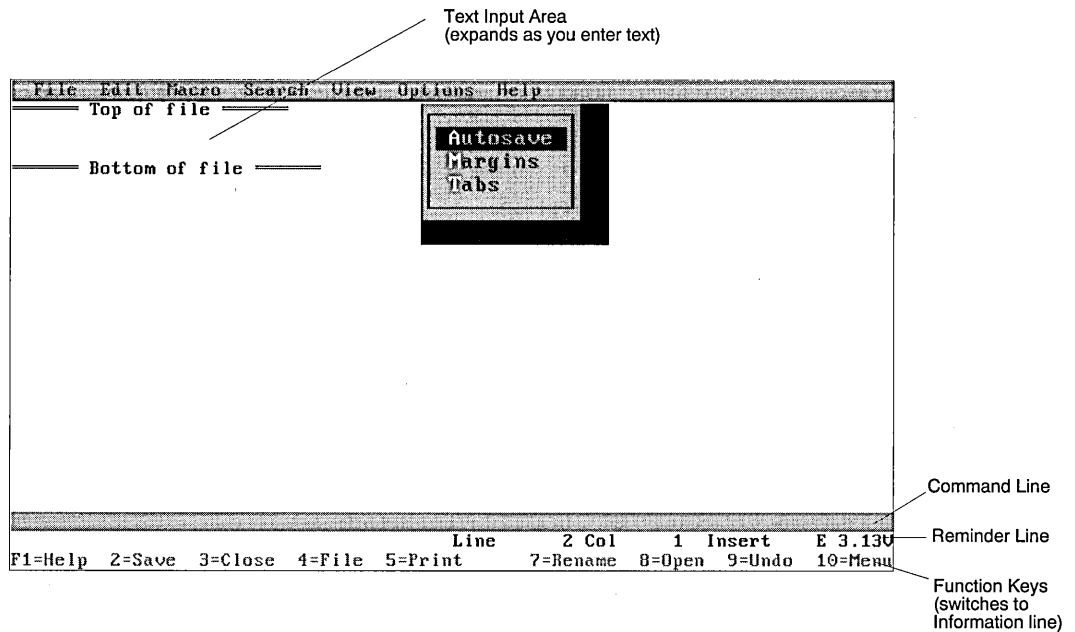 Text Input Area
(expands as you enter text)
File Edit Macro Search View Options Help
Top of file
Autosave
Margins
Tabs
Bottom of file
Command Line
Line 2 Col 1 Insert E 3.13U
Reminder Line
F1=Help 2=Save 3=Close 4=File 5=Print 7=Rename 8=Open 9=Undo 10=Menu
Function Keys
(switches to
Information line)